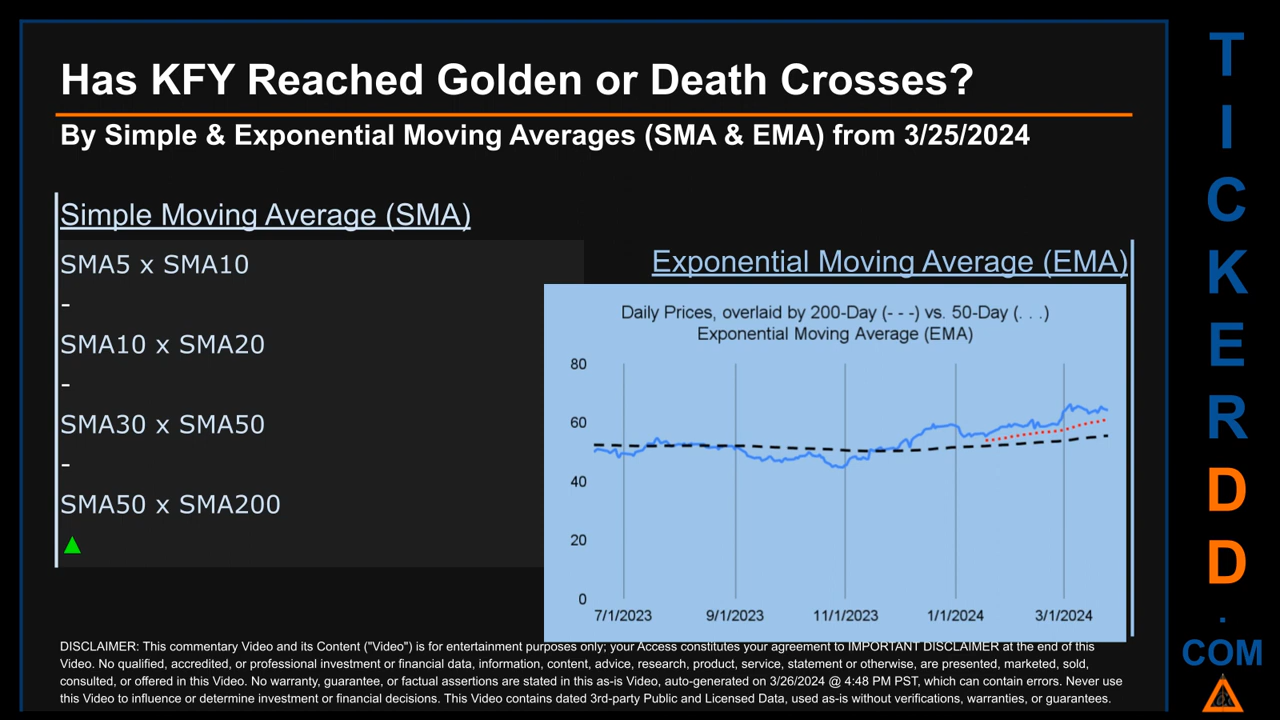 Has KFY Reached Golden or Death Crosses?
By Simple & Exponential Moving Averages (SMA & EMA) from 3/25/2024
Simple Moving Average (SMA)
SMA5 x SMA10
-
SMA10 x SMA20
-
SMA30 x SMA50
-
SMA50 x SMA200
▲
Exponential Moving Average (EMA)
Daily Prices, overlaid by 200-Day (- - -) vs. 50-Day (. . .)
Exponential Moving Average (EMA)
80
60
40
20
0
7/1/2023 9/1/2023 11/1/2023 1/1/2024 3/1/2024
DISCLAIMER: This commentary Video and its Content ("Video") is for entertainment purposes only; your Access constitutes your agreement to IMPORTANT DISCLAIMER at the end of this
Video. No qualified, accredited, or professional investment or financial data, information, content, advice, research, product, service, statement or otherwise, are presented, marketed, sold,
consulted, or offered in this Video. No warranty, guarantee, or factual assertions are stated in this as-is Video, auto-generated on 3/26/2024 @ 4:48 PM PST, which can contain errors. Never use
this Video to influence or determine investment or financial decisions. This Video contains dated 3rd-party Public and Licensed Data, used as-is without verifications, warranties, or guarantees.
T
I
C
K
E
R
D
D
.
COM